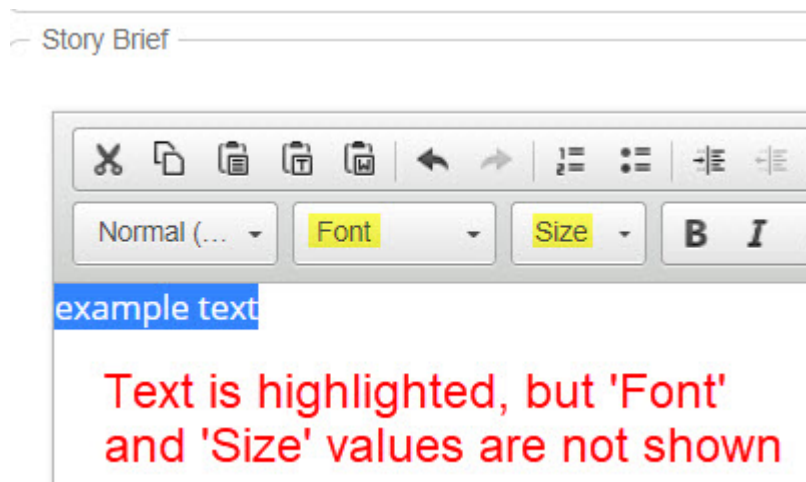 Story Brief
Normal (... Font Size B I
example text
Text is highlighted, but 'Font'
and 'Size' values are not shown